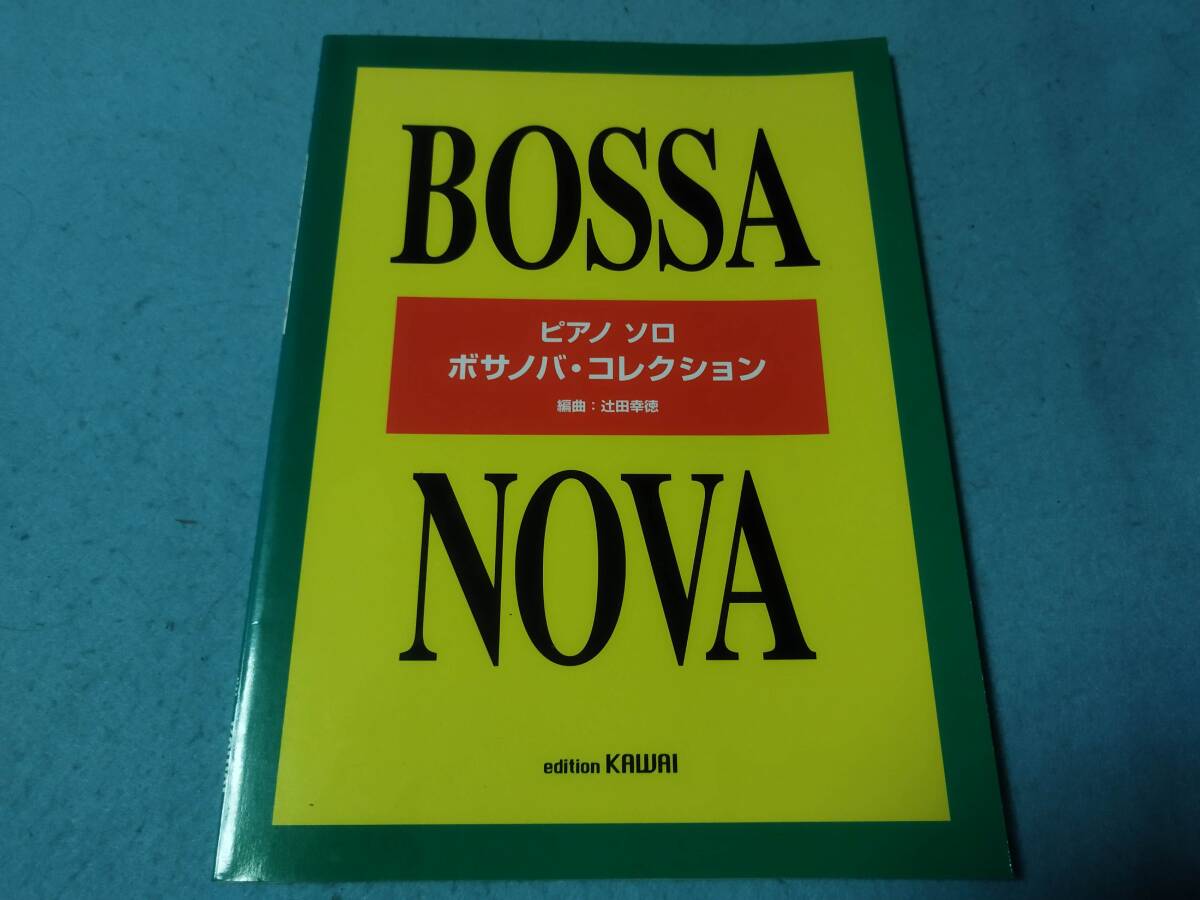 BOSSA
ピアノ ソロ
ボサノバ・コレクション
編曲：辻田幸徳
NOVA
edition KAWAI